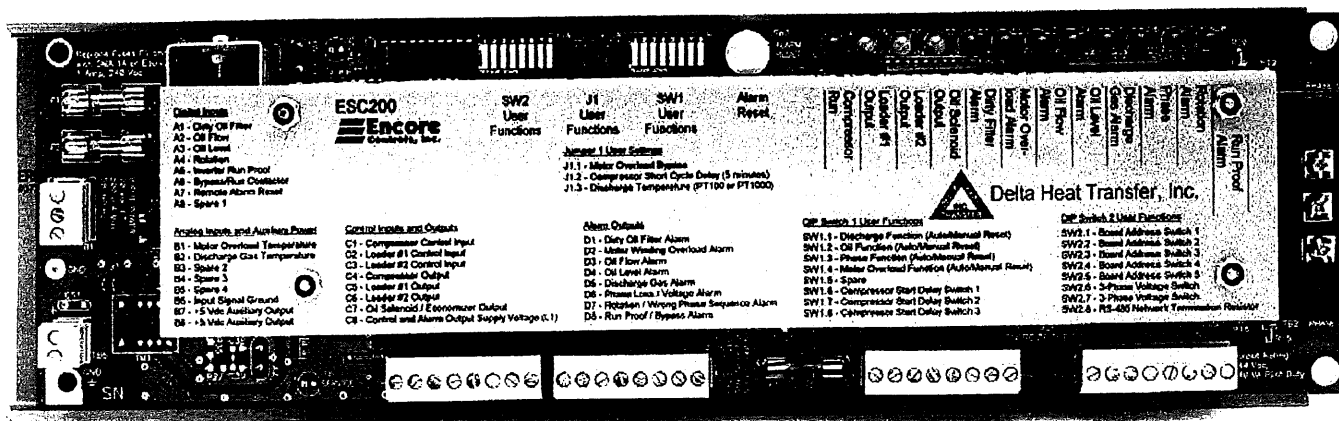 ESC200
Encore
Controls, Inc.
SW2
User
Functions
J1
User
Functions
SW1
User
Functions
Alarm
Reset
Compressor
Run
Loader #1
Output
Loader #2
Output
Oil Solenoid
Output
Dirty Filter
Alarm
Motor Over-
load Alarm
Oil Flow
Alarm
Oil Level
Alarm
Discharge
Gas Alarm
Phase
Alarm
Rotation
Alarm
Run Proof
Alarm
Digital Inputs
A1 - Dirty Oil Filter
A2 - Oil Flow
A3 - Oil Level
A4 - Rotation
A5 - Inverter Run Proof
A6 - Bypass/Run Contactor
A7 - Remote Alarm Reset
A8 - Spare 1
Jumper 1 User Settings
J1.1 - Motor Overload Bypass
J1.2 - Compressor Short Cycle Delay (5 minutes)
J1.3 - Discharge Temperature (PT100 or PT1000)
Delta Heat Transfer, Inc.
Analog Inputs and Auxiliary Power
B1 - Motor Overload Temperature
B2 - Discharge Gas Temperature
B3 - Spare 2
B4 - Spare 3
B5 - Spare 4
B6 - Input Signal Ground
B7 - +5 Vdc Auxiliary Output
B8 - +5 Vdc Auxiliary Output
Control Inputs and Outputs
C1 - Compressor Control Input
C2 - Loader #1 Control Input
C3 - Loader #2 Control Input
C4 - Compressor Output
C5 - Loader #1 Output
C6 - Loader #2 Output
C7 - Oil Solenoid / Economizer Output
C8 - Control and Alarm Output Supply Voltage (L1)
Alarm Outputs
D1 - Dirty Oil Filter Alarm
D2 - Motor Winding Overload Alarm
D3 - Oil Flow Alarm
D4 - Oil Level Alarm
D5 - Discharge Gas Alarm
D6 - Phase Loss / Voltage Alarm
D7 - Rotation / Wrong Phase Sequence Alarm
D8 - Run Proof / Bypass Alarm
DIP Switch 1 User Functions
SW1.1 - Discharge Function (Auto/Manual Reset)
SW1.2 - Oil Function (Auto/Manual Reset)
SW1.3 - Phase Function (Auto/Manual Reset)
SW1.4 - Motor Overload Function (Auto/Manual Reset)
SW1.5 - Spare
SW1.6 - Compressor Start Delay Switch 1
SW1.7 - Compressor Start Delay Switch 2
SW1.8 - Compressor Start Delay Switch 3
DIP Switch 2 User Functions
SW2.1 - Board Address Switch 1
SW2.2 - Board Address Switch 2
SW2.3 - Board Address Switch 3
SW2.4 - Board Address Switch 4
SW2.5 - Board Address Switch 5
SW2.6 - 3-Phase Voltage Switch
SW2.7 - 3-Phase Voltage Switch
SW2.8 - RS-485 Network Termination Resistor
GND
SN